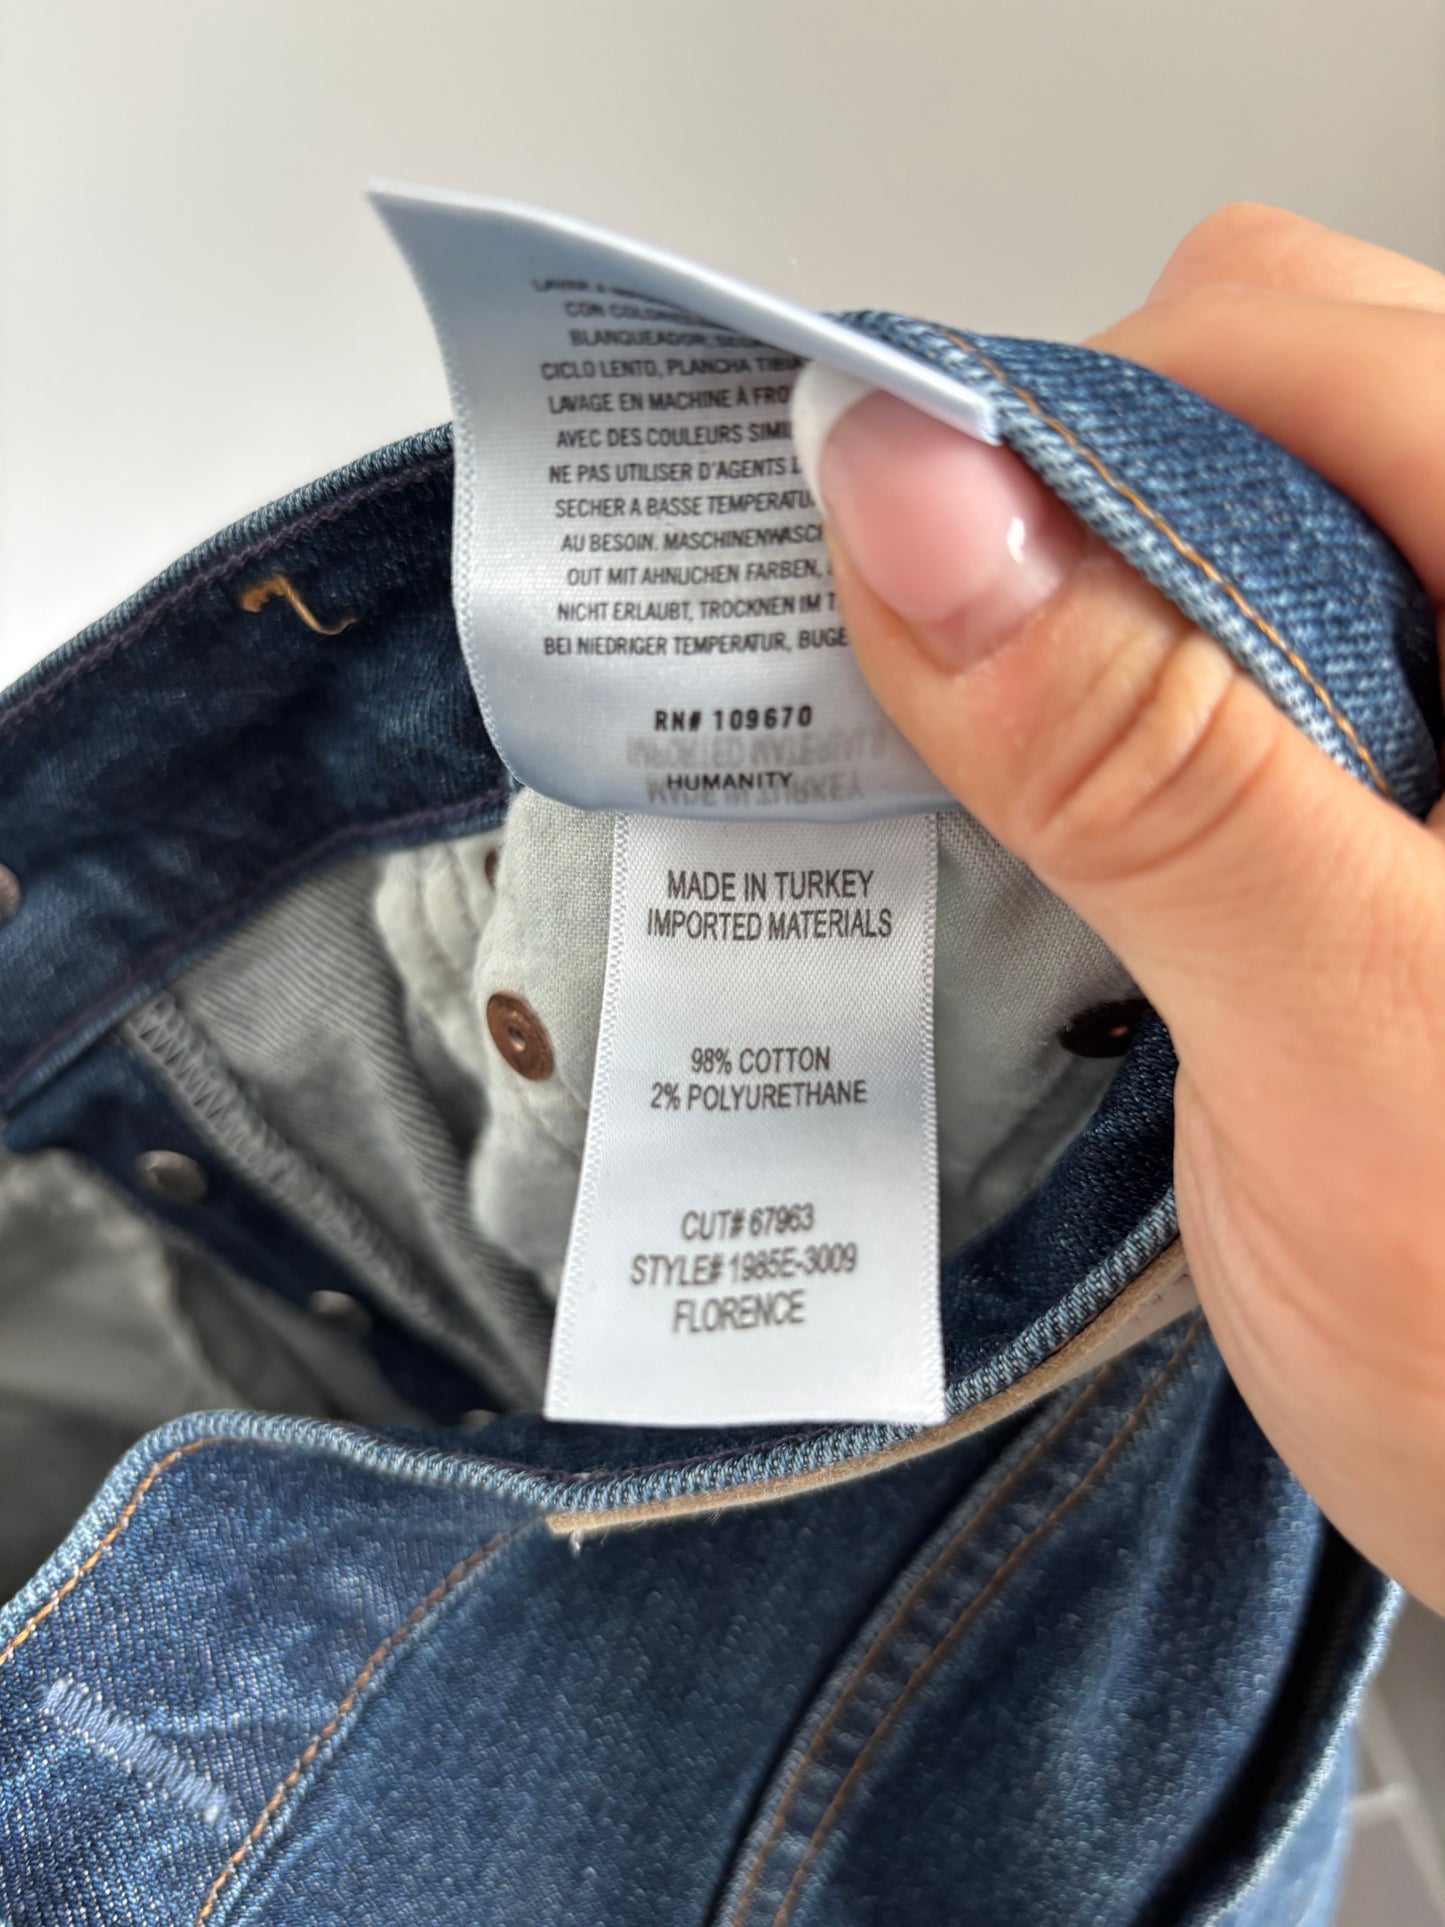 CON
BLANQUEADOR,
CICLO LENTO, PLANCHA
LAVAGE EN MACHINE À
AVEC DES COULEURS
NE PAS UTILISER D'AGENTS
SECHER A BASSE
AU BESOIN.
OUT MIT AHNLICHEN FARBEN,
NICHT ERLAUBT, TROCKNEN IM
BEI NIEDRIGER TEMPERATUR,
RN# 109670
HUMANITY
MADE IN TURKEY
IMPORTED MATERIALS
98% COTTON
2% POLYURETHANE
CUT# 67963
STYLE# 1985E-3009
FLORENCE